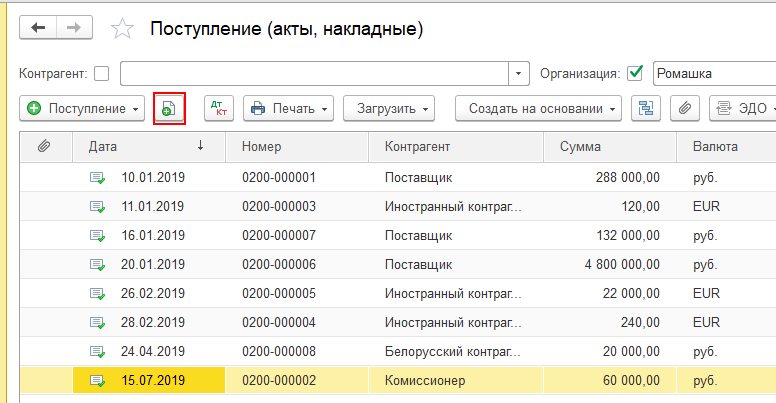 Поступление (акты, накладные)
Контрагент: Организация: Ромашка
Поступление Дт Кт Печать Загрузить Создать на основании ЭДО
Дата Номер Контрагент Сумма Валюта
10.01.2019 0200-000001 Поставщик 288 000,00 руб.
11.01.2019 0200-000003 Иностранный контраг... 120,00 EUR
16.01.2019 0200-000007 Поставщик 132 000,00 руб.
20.01.2019 0200-000006 Поставщик 4 800 000,00 руб.
26.02.2019 0200-000005 Иностранный контраг... 22 000,00 EUR
28.02.2019 0200-000004 Иностранный контраг... 240,00 EUR
24.04.2019 0200-000008 Белорусский контраг... 20 000,00 руб.
15.07.2019 0200-000002 Комиссионер 60 000,00 руб.